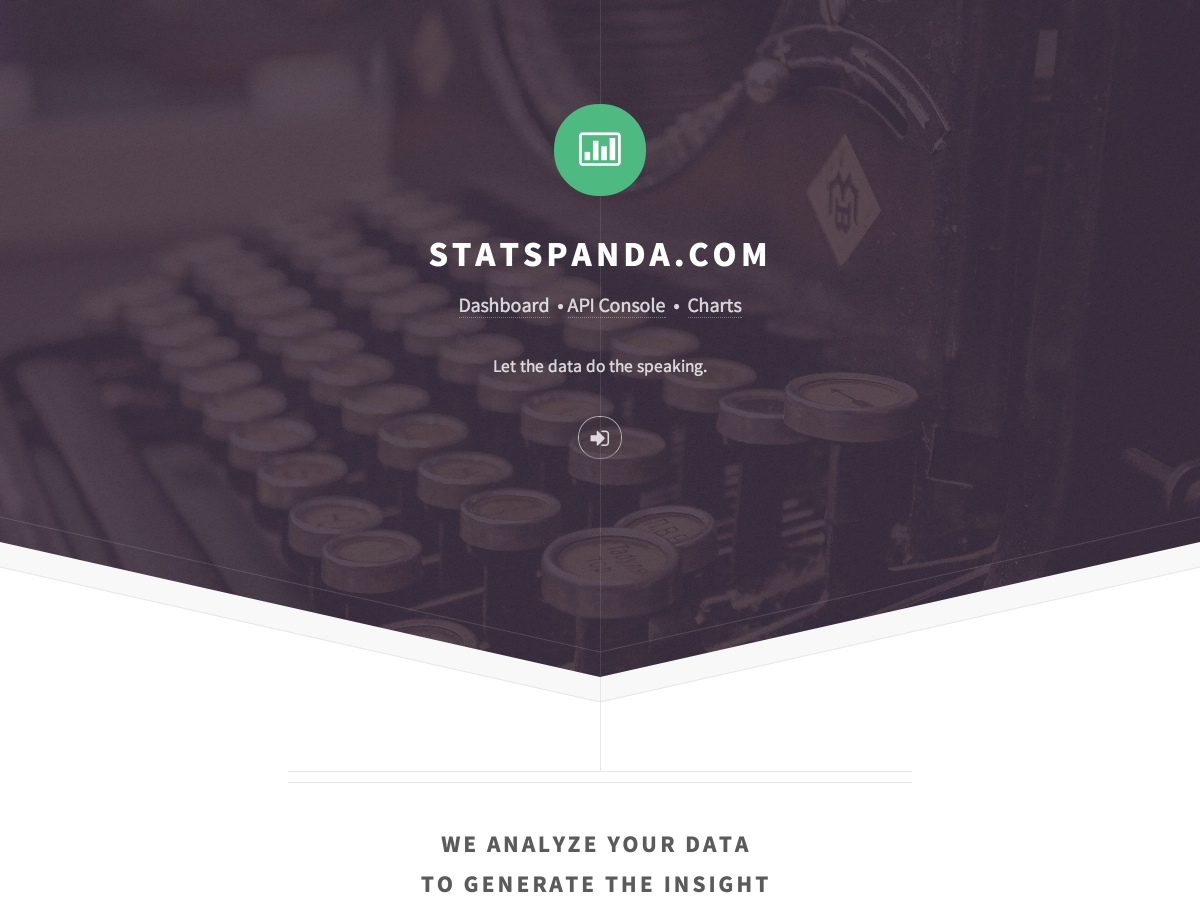 STATSPANDA.COM
Dashboard • API Console • Charts
Let the data do the speaking.
WE ANALYZE YOUR DATA
TO GENERATE THE INSIGHT